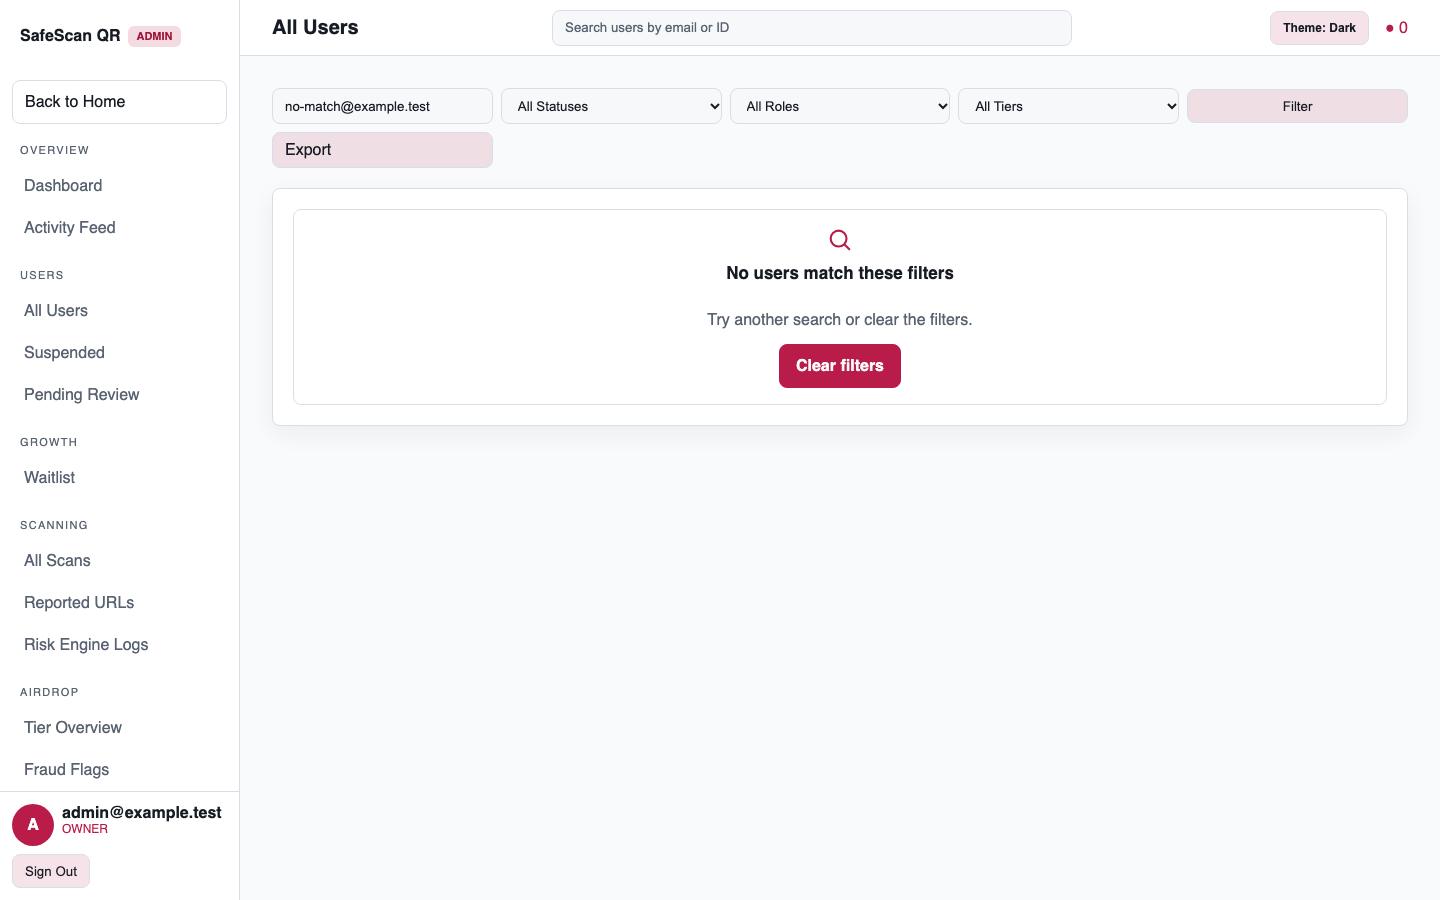 SafeScan QR ADMIN
Back to Home
OVERVIEW
Dashboard
Activity Feed
USERS
All Users
Suspended
Pending Review
GROWTH
Waitlist
SCANNING
All Scans
Reported URLs
Risk Engine Logs
AIRDROP
Tier Overview
Fraud Flags
A
admin@example.test
OWNER
Sign Out
All Users
Search users by email or ID
Theme: Dark
0
no-match@example.test
All Statuses
All Roles
All Tiers
Filter
Export
No users match these filters
Try another search or clear the filters.
Clear filters